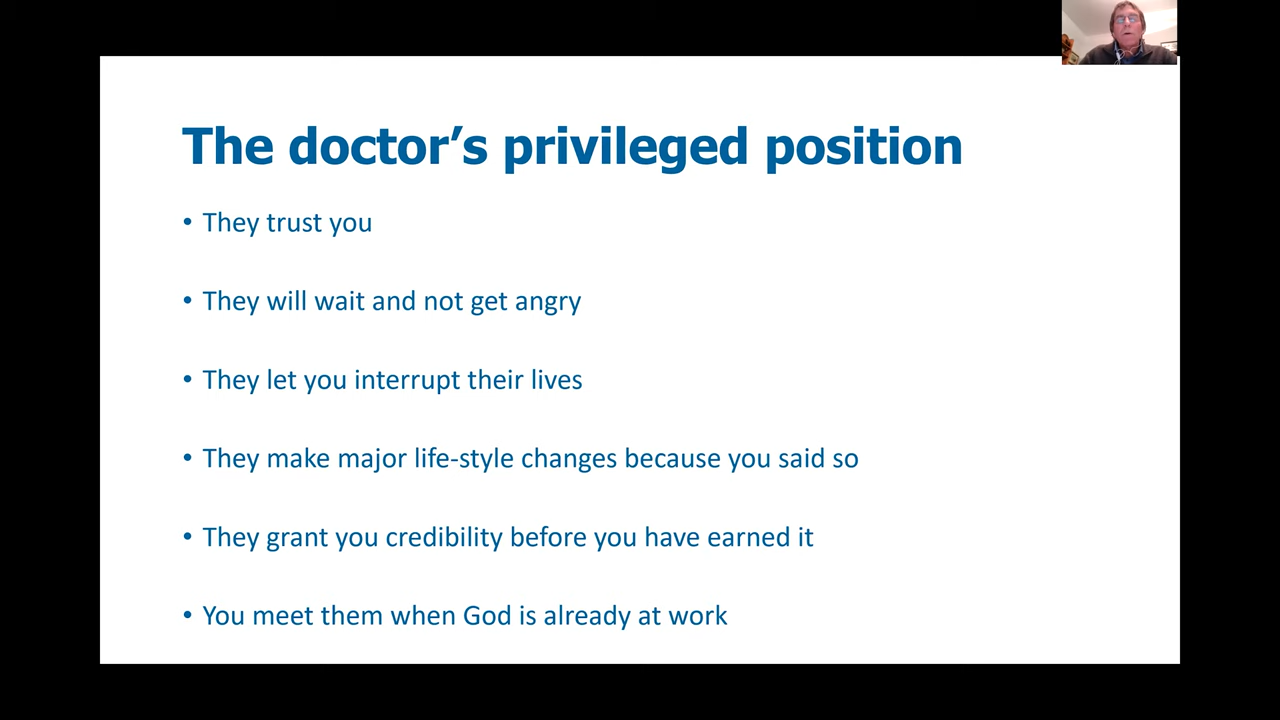 The doctor’s privileged position
• They trust you
• They will wait and not get angry
• They let you interrupt their lives
• They make major life-style changes because you said so
• They grant you credibility before you have earned it
• You meet them when God is already at work